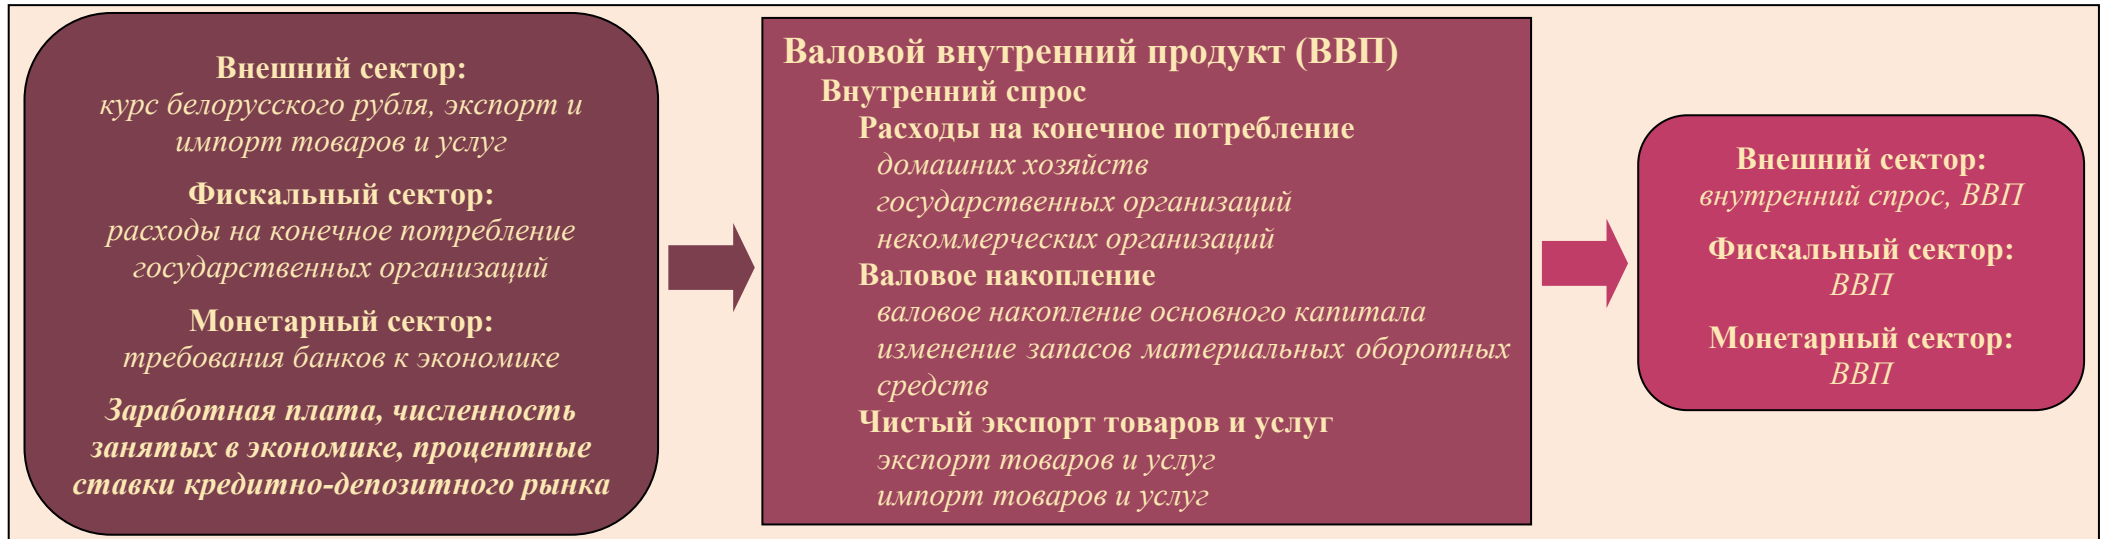 Внешний сектор:
курс белорусского рубля, экспорт и
импорт товаров и услуг
Фискальный сектор:
расходы на конечное потребление
государственных организаций
Монетарный сектор:
требования банков к экономике
Заработная плата, численность
занятых в экономике, процентные
ставки кредитно-депозитного рынка
Валовой внутренний продукт (ВВП)
Внутренний спрос
Расходы на конечное потребление
домашних хозяйств
государственных организаций
некоммерческих организаций
Валовое накопление
валовое накопление основного капитала
изменение запасов материальных оборотных
средств
Чистый экспорт товаров и услуг
экспорт товаров и услуг
импорт товаров и услуг
Внешний сектор:
внутренний спрос, ВВП
Фискальный сектор:
ВВП
Монетарный сектор:
ВВП